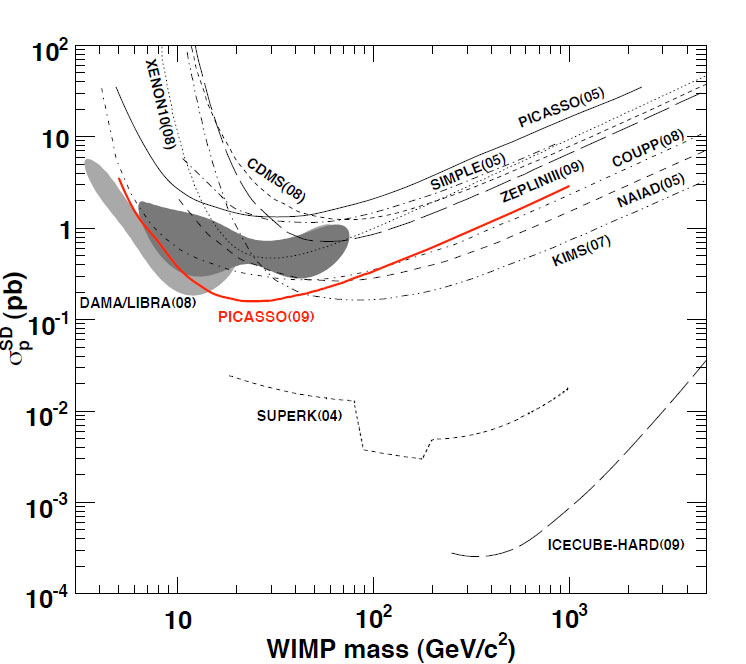 10²
10
1
10⁻¹
10⁻²
10⁻³
10⁻⁴
σₚˢᴰ (pb)
XENON10(08)
CDMS(08)
PICASSO(05)
SIMPLE(05)
COUPP(08)
ZEPLINIII(09)
NAIAD(05)
KIMS(07)
DAMA/LIBRA(08)
PICASSO(09)
SUPERK(04)
ICECUBE-HARD(09)
10 10² 10³
WIMP mass (GeV/c²)